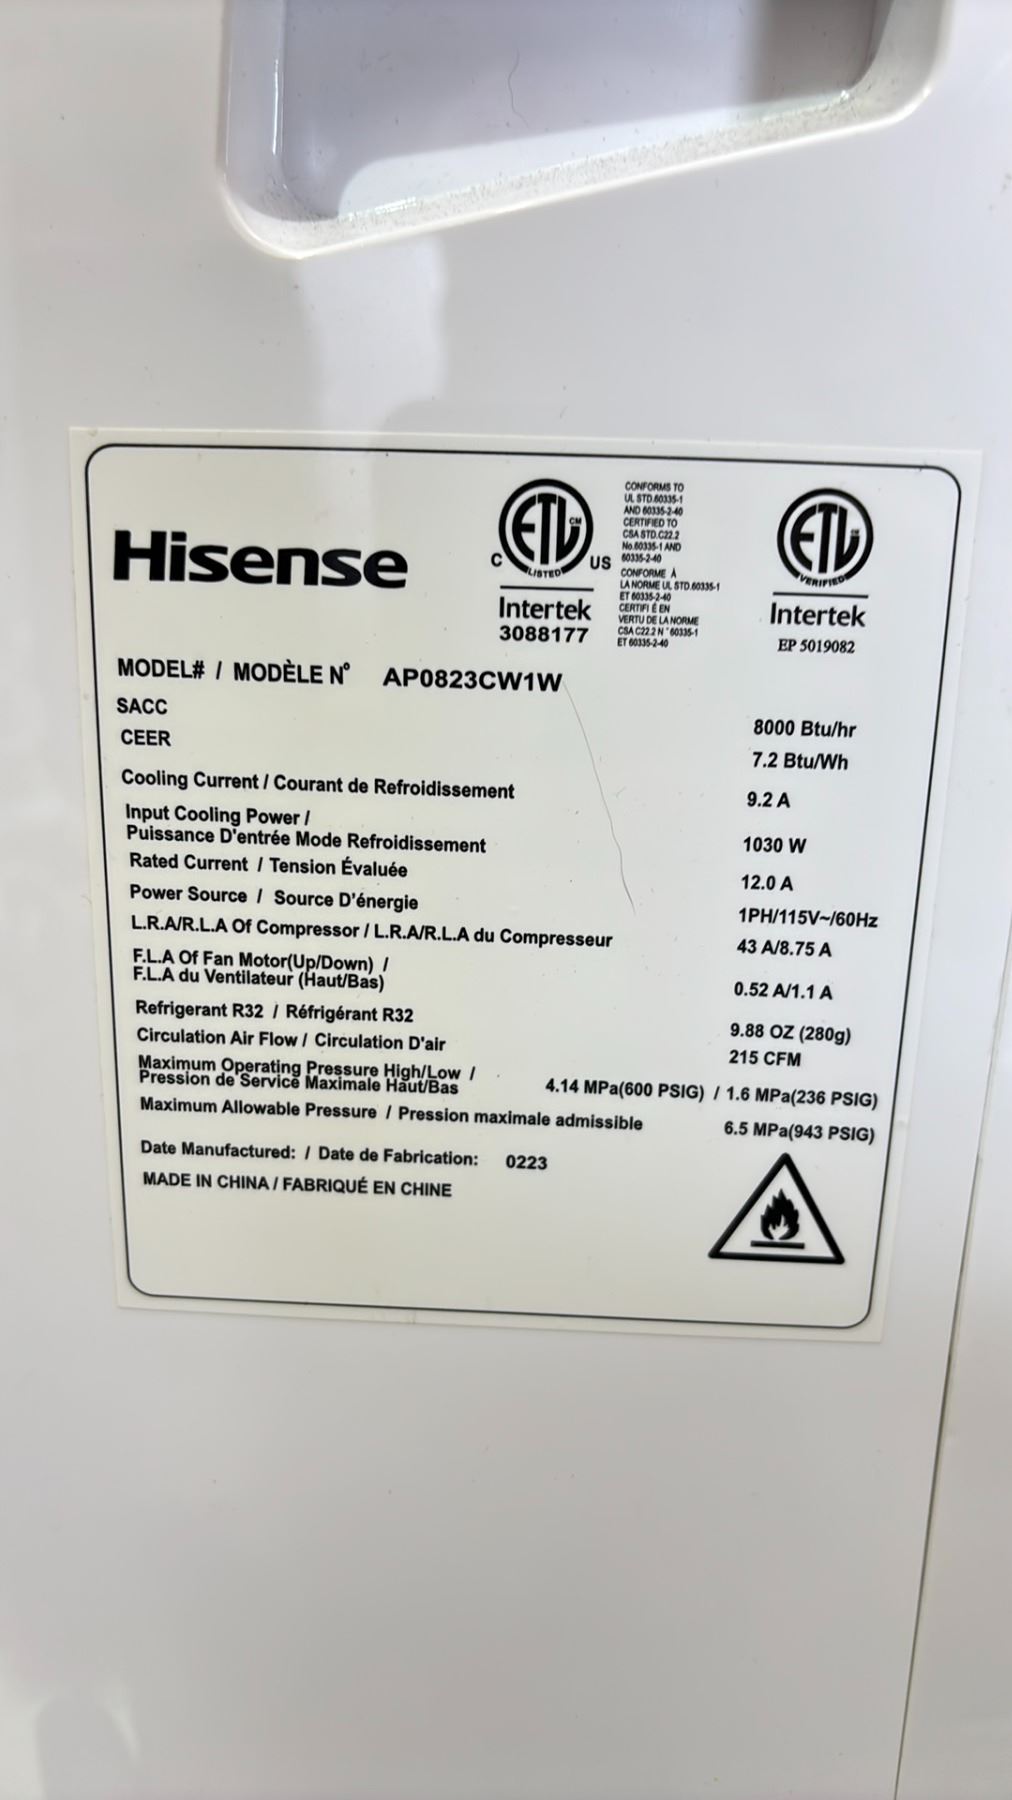 Hisense
C ETL CM US
LISTED
Intertek
3088177
CONFORMS TO
UL STD.60335-1
AND 60335-2-40
CERTIFIED TO
CSA STD.C22.2
No.60335-1 AND
60335-2-40
CONFORME À
LA NORME UL STD.60335-1
ET 60335-2-40
CERTIFI É EN
VERTU DE LA NORME
CSA C22.2 N ° 60335-1
ET 60335-2-40
ETL
VERIFIED
Intertek
EP 5019082
MODEL# / MODÈLE N° AP0823CW1W
SACC 8000 Btu/hr
CEER 7.2 Btu/Wh
Cooling Current / Courant de Refroidissement 9.2 A
Input Cooling Power /
Puissance D'entrée Mode Refroidissement 1030 W
Rated Current / Tension Évaluée 12.0 A
Power Source / Source D'énergie 1PH/115V~/60Hz
L.R.A/R.L.A Of Compressor / L.R.A/R.L.A du Compresseur 43 A/8.75 A
F.L.A Of Fan Motor(Up/Down) /
F.L.A du Ventilateur (Haut/Bas) 0.52 A/1.1 A
Refrigerant R32 / Réfrigérant R32 9.88 OZ (280g)
Circulation Air Flow / Circulation D'air 215 CFM
Maximum Operating Pressure High/Low /
Pression de Service Maximale Haut/Bas 4.14 MPa(600 PSIG) / 1.6 MPa(236 PSIG)
Maximum Allowable Pressure / Pression maximale admissible 6.5 MPa(943 PSIG)
Date Manufactured: / Date de Fabrication: 0223
MADE IN CHINA / FABRIQUÉ EN CHINE